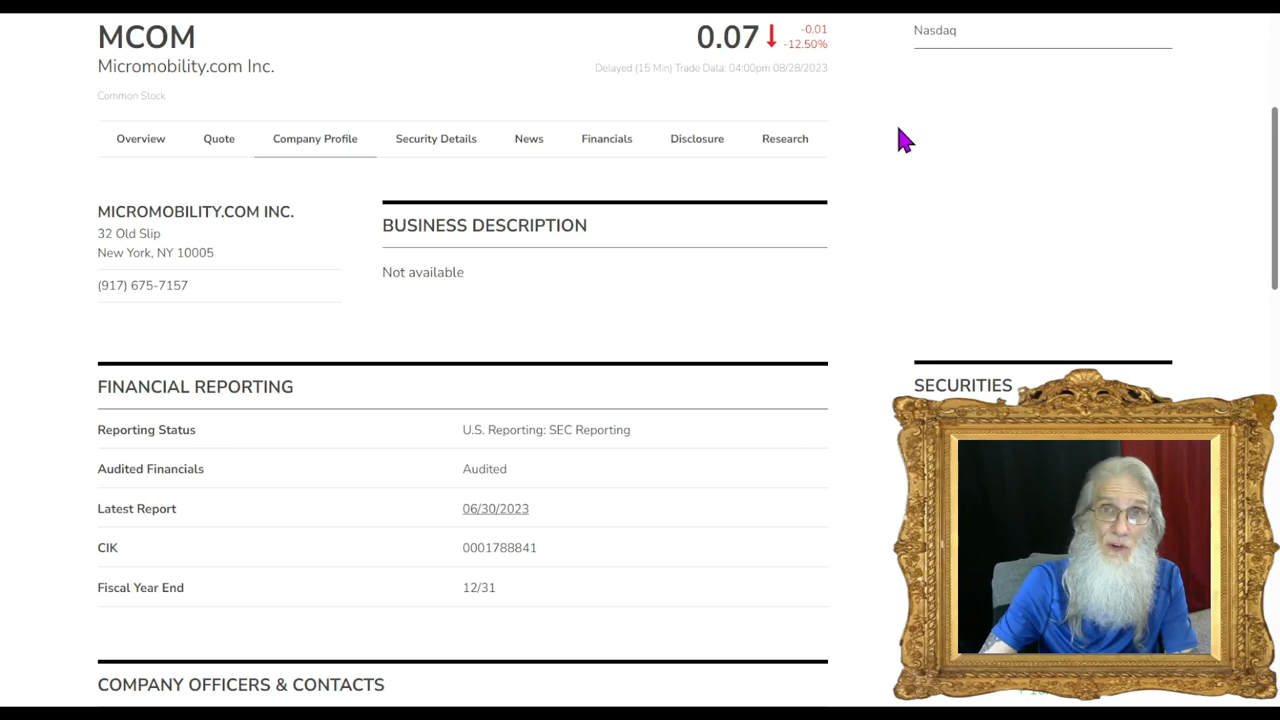 MCOM
Micromobility.com Inc.
Common Stock
0.07
-0.01
-12.50%
Delayed (15 Min) Trade Data: 04:00pm 08/28/2023
Nasdaq
Overview Quote Company Profile Security Details News Financials Disclosure Research
MICROMOBILITY.COM INC.
32 Old Slip
New York, NY 10005
(917) 675-7157
BUSINESS DESCRIPTION
Not available
FINANCIAL REPORTING
Reporting Status U.S. Reporting: SEC Reporting
Audited Financials Audited
Latest Report 06/30/2023
CIK 0001788841
Fiscal Year End 12/31
COMPANY OFFICERS & CONTACTS
SECURITIES